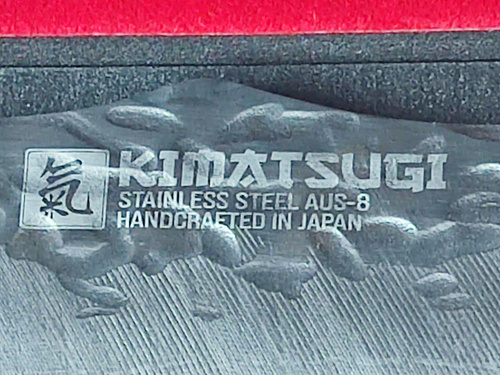 氣
KIMATSUGI
STAINLESS STEEL AUS-8
HANDCRAFTED IN JAPAN